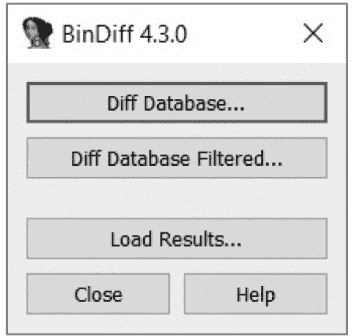 BinDiff 4.3.0
Diff Database...
Diff Database Filtered...
Load Results...
Close Help